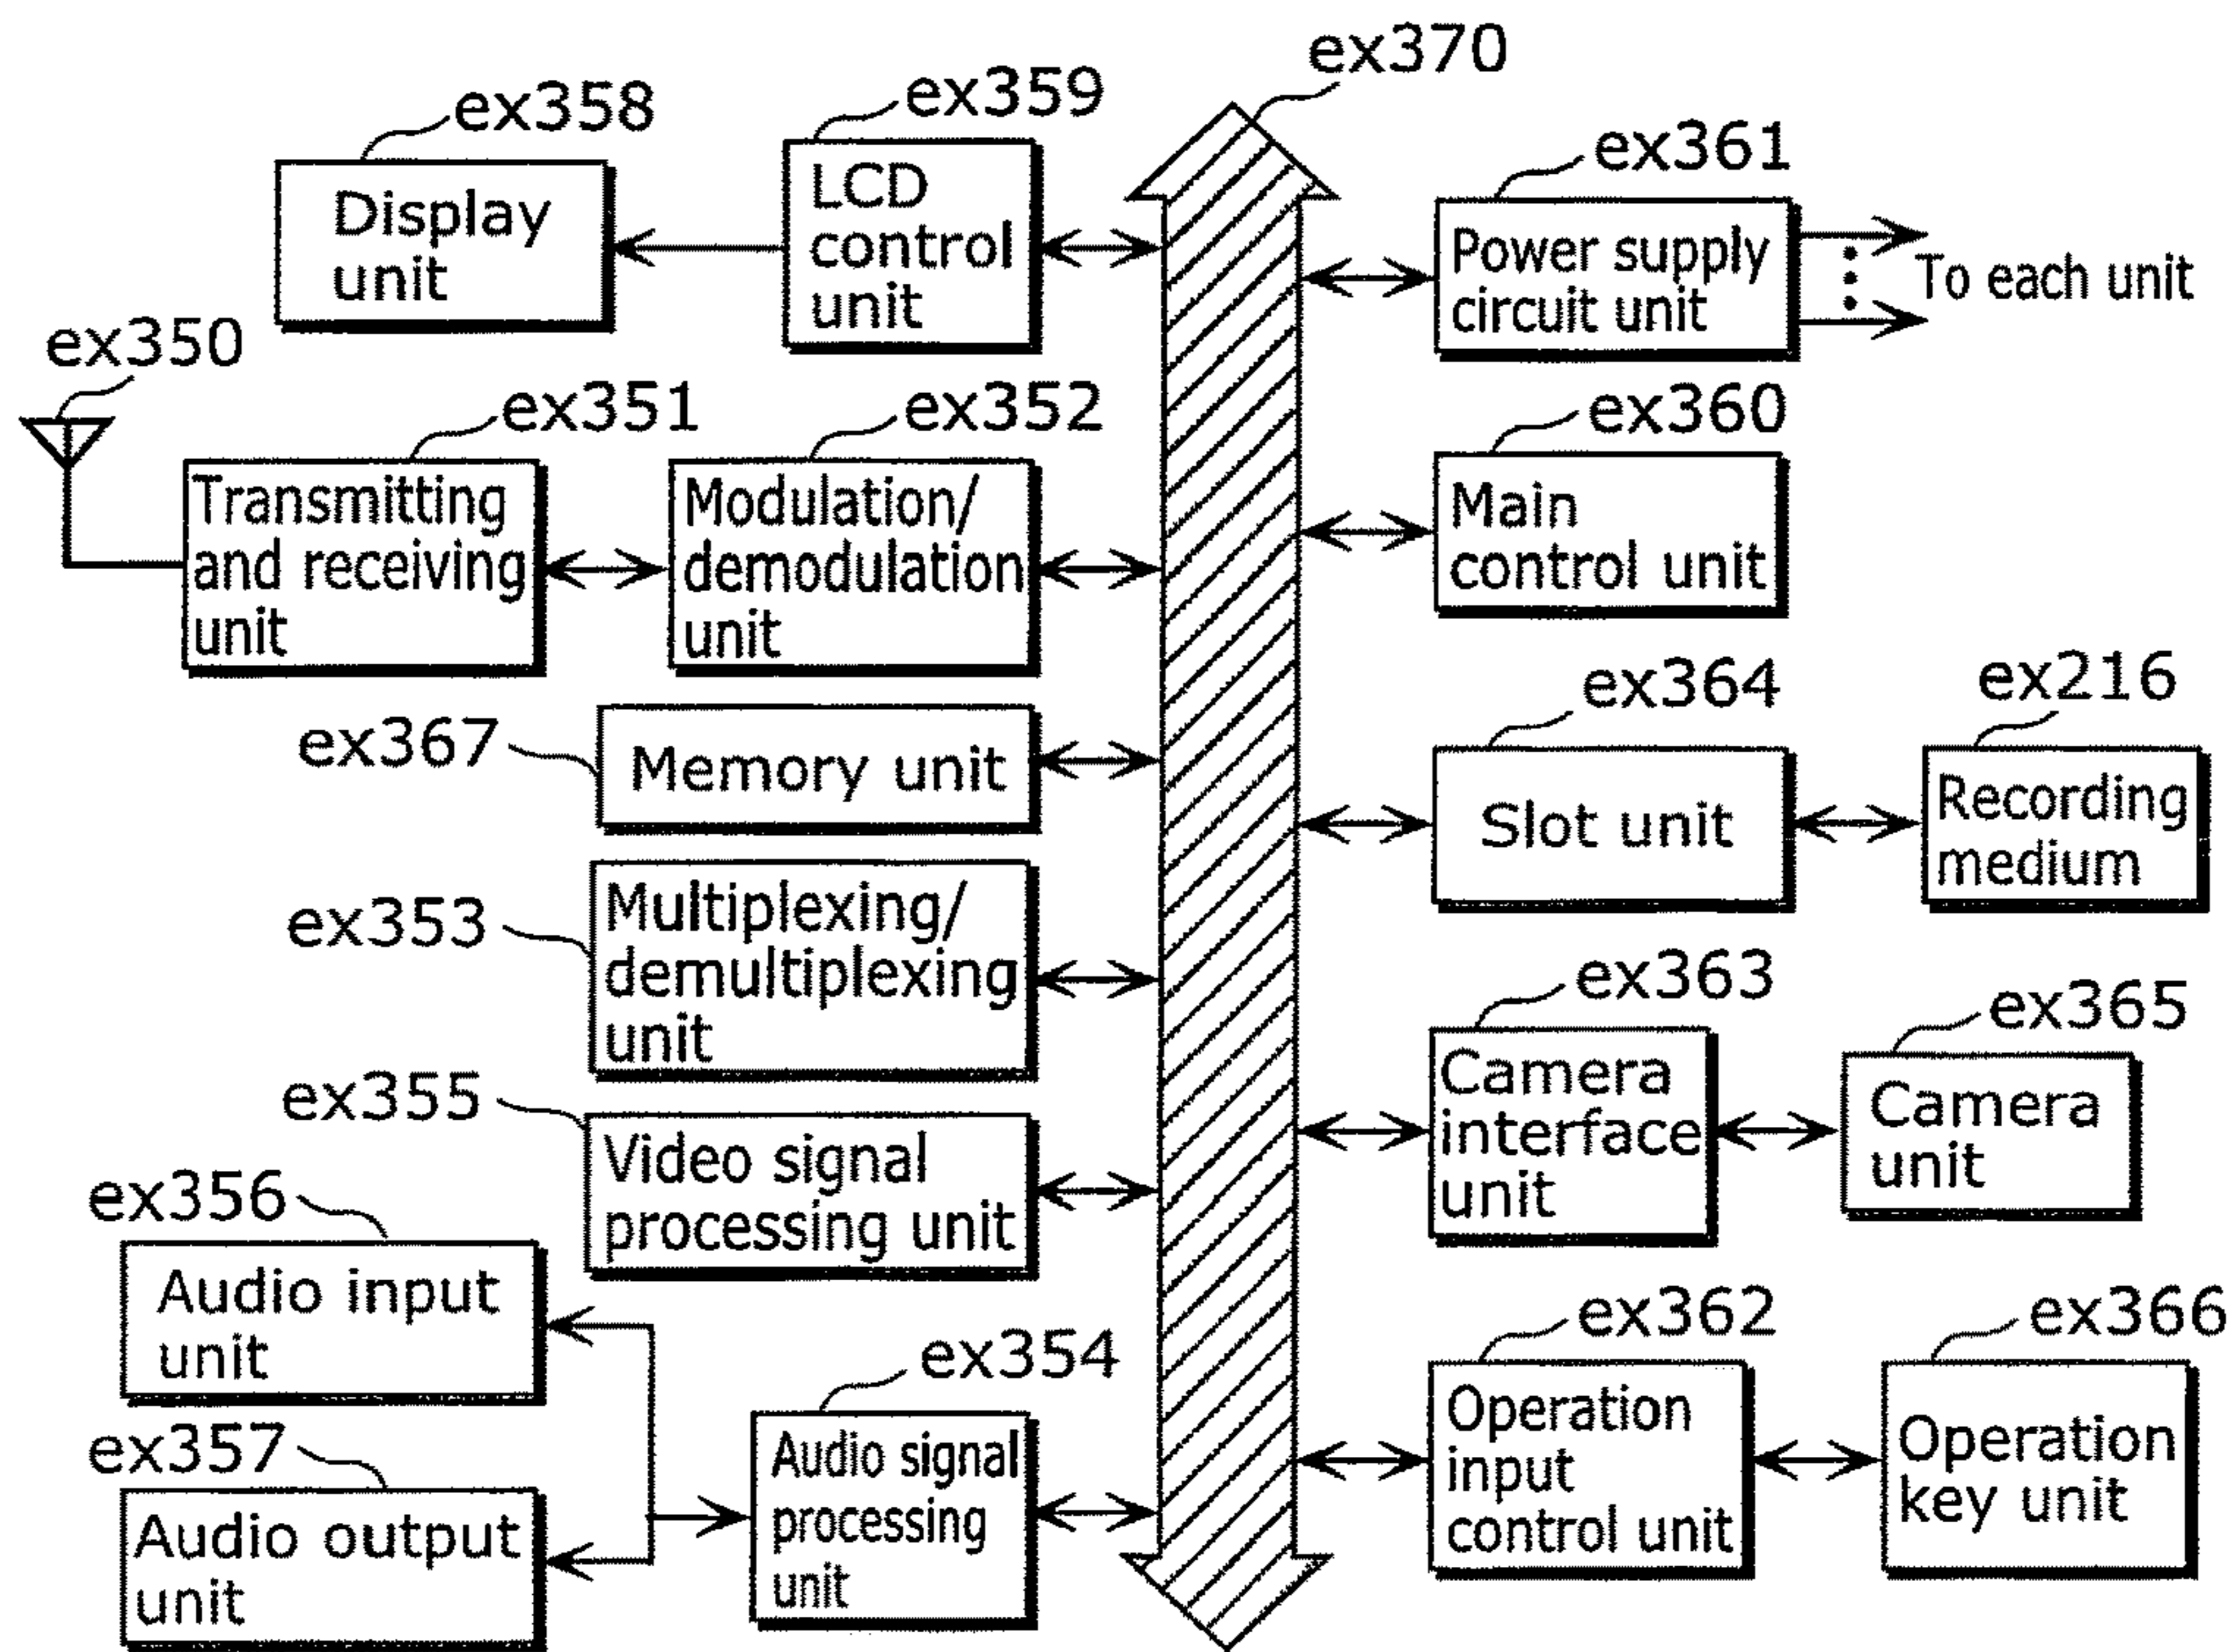 ex370
ex358
ex359
Display
unit
LCD
control
unit
ex361
Power supply
circuit unit
To each unit
ex350
ex351
ex352
Transmitting
and receiving
unit
Modulation/
demodulation
unit
ex360
Main
control unit
ex367
Memory unit
ex364
ex216
Slot unit
Recording
medium
ex353
Multiplexing/
demultiplexing
unit
ex363
ex365
Camera
interface
unit
Camera
unit
ex355
Video signal
processing unit
ex356
Audio input
unit
ex357
Audio output
unit
ex354
Audio signal
processing
unit
ex362
ex366
Operation
input
control unit
Operation
key unit